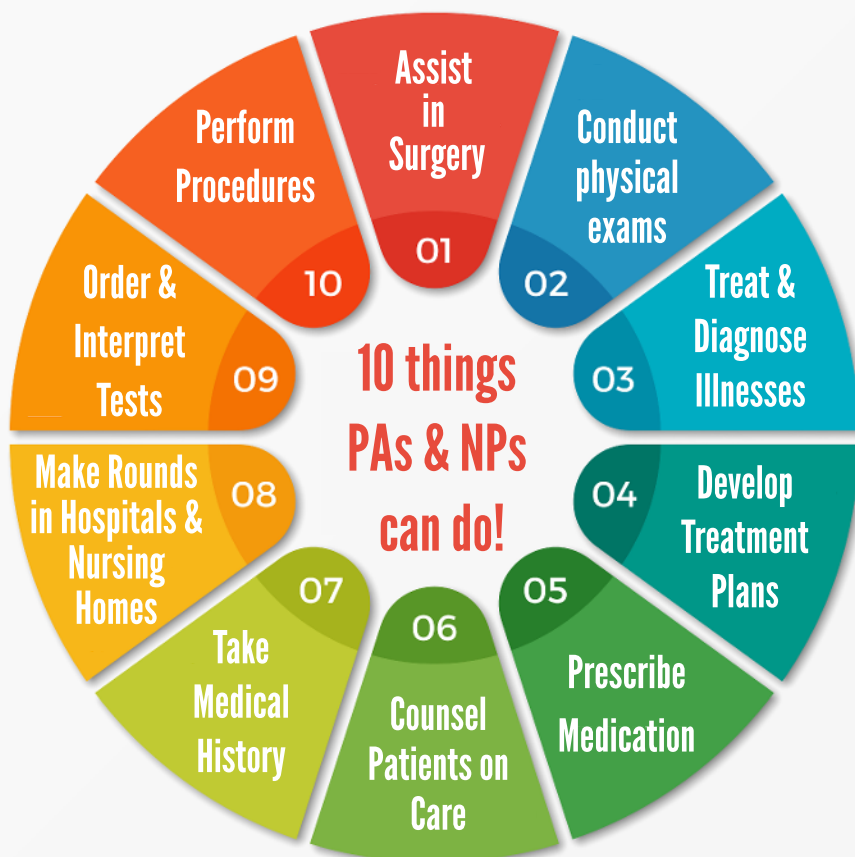 10 things
PAs & NPs
can do!
Assist
in
Surgery
01
Conduct
physical
exams
02
Treat &
Diagnose
Illnesses
03
Develop
Treatment
Plans
04
Prescribe
Medication
05
Counsel
Patients on
Care
06
Take
Medical
History
07
Make Rounds
in Hospitals &
Nursing
Homes
08
Order &
Interpret
Tests
09
Perform
Procedures
10